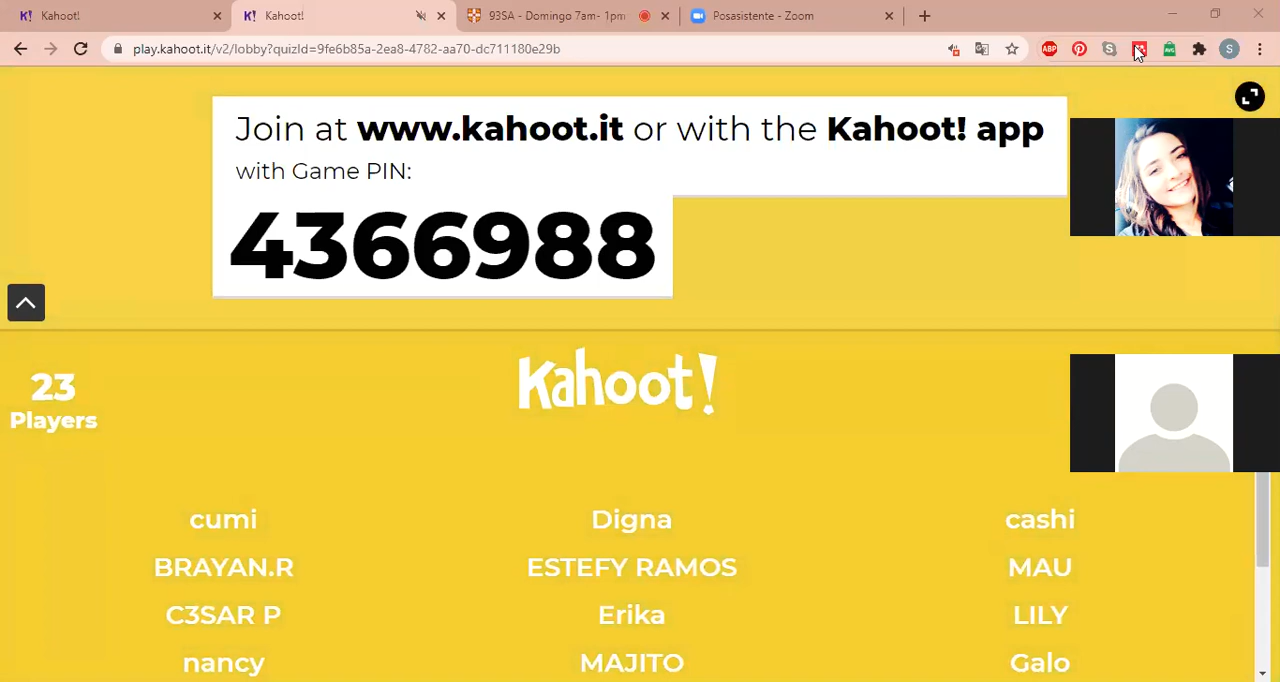 Kahoot!
Kahoot!
93SA - Domingo 7am- 1pm
Posasistente - Zoom
play.kahoot.it/v2/lobby?quizId=9fe6b85a-2ea8-4782-aa70-dc711180e29b
ABP
S
Join at www.kahoot.it or with the Kahoot! app
with Game PIN:
4366988
23
Players
Kahoot!
cumi
Digna
cashi
BRAYAN.R
ESTEFY RAMOS
MAU
C3SAR P
Erika
LILY
nancy
MAJITO
Galo